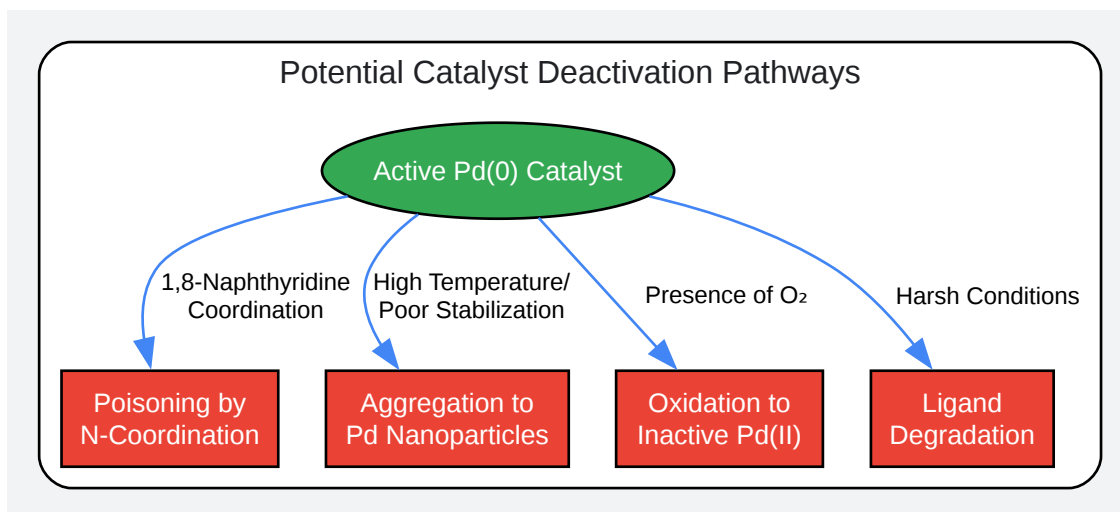 Potential Catalyst Deactivation Pathways
Active Pd(0) Catalyst
1,8-Naphthyridine
Coordination
High Temperature/
Poor Stabilization
Presence of O₂
Harsh Conditions
Poisoning by
N-Coordination
Aggregation to
Pd Nanoparticles
Oxidation to
Inactive Pd(II)
Ligand
Degradation